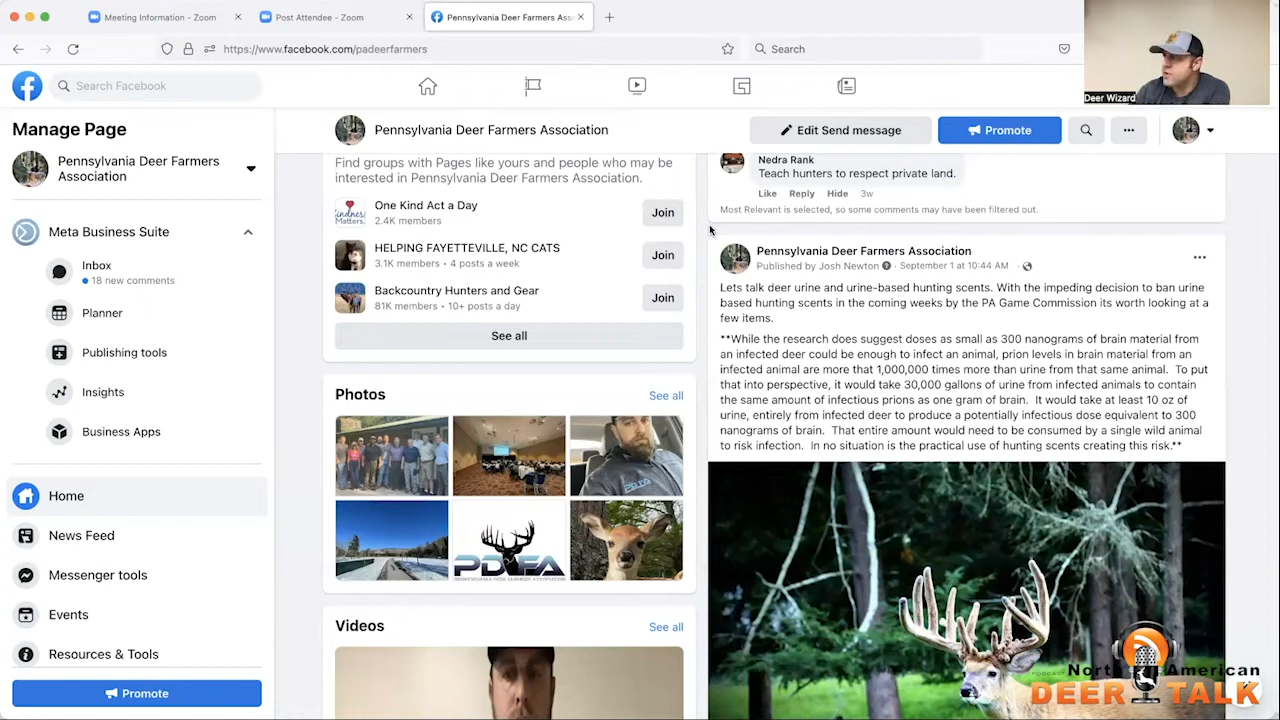 Meeting Information - Zoom
Post Attendee - Zoom
Pennsylvania Deer Farmers Ass
https://www.facebook.com/padeerfarmers
Search
Deer Wizard
Search Facebook
Manage Page
Pennsylvania Deer Farmers
Association
Meta Business Suite
Inbox
18 new comments
Planner
Publishing tools
Insights
Business Apps
Home
News Feed
Messenger tools
Events
Resources & Tools
Promote
Pennsylvania Deer Farmers Association
Edit Send message
Promote
Find groups with Pages like yours and people who may be
interested in Pennsylvania Deer Farmers Association.
One Kind Act a Day
2.4K members
Join
HELPING FAYETTEVILLE, NC CATS
3.1K members • 4 posts a week
Join
Backcountry Hunters and Gear
81K members • 10+ posts a day
Join
See all
Photos
See all
PDFA
PENNSYLVANIA DEER FARMERS ASSOCIATION
Videos
See all
Nedra Rank
Teach hunters to respect private land.
Like Reply Hide 3w
Most Relevant is selected, so some comments may have been filtered out.
Pennsylvania Deer Farmers Association
Published by Josh Newton · September 1 at 10:44 AM ·
Lets talk deer urine and urine-based hunting scents. With the impeding decision to ban urine
based hunting scents in the coming weeks by the PA Game Commission its worth looking at a
few items.
**While the research does suggest doses as small as 300 nanograms of brain material from
an infected deer could be enough to infect an animal, prion levels in brain material from an
infected animal are more that 1,000,000 times more than urine from that same animal. To put
that into perspective, it would take 30,000 gallons of urine from infected animals to contain
the same amount of infectious prions as one gram of brain. It would take at least 10 oz of
urine, entirely from infected deer to produce a potentially infectious dose equivalent to 300
nanograms of brain. That entire amount would need to be consumed by a single wild animal
to risk infection. In no situation is the practical use of hunting scents creating this risk.**
PODCAST
North American
DEER TALK